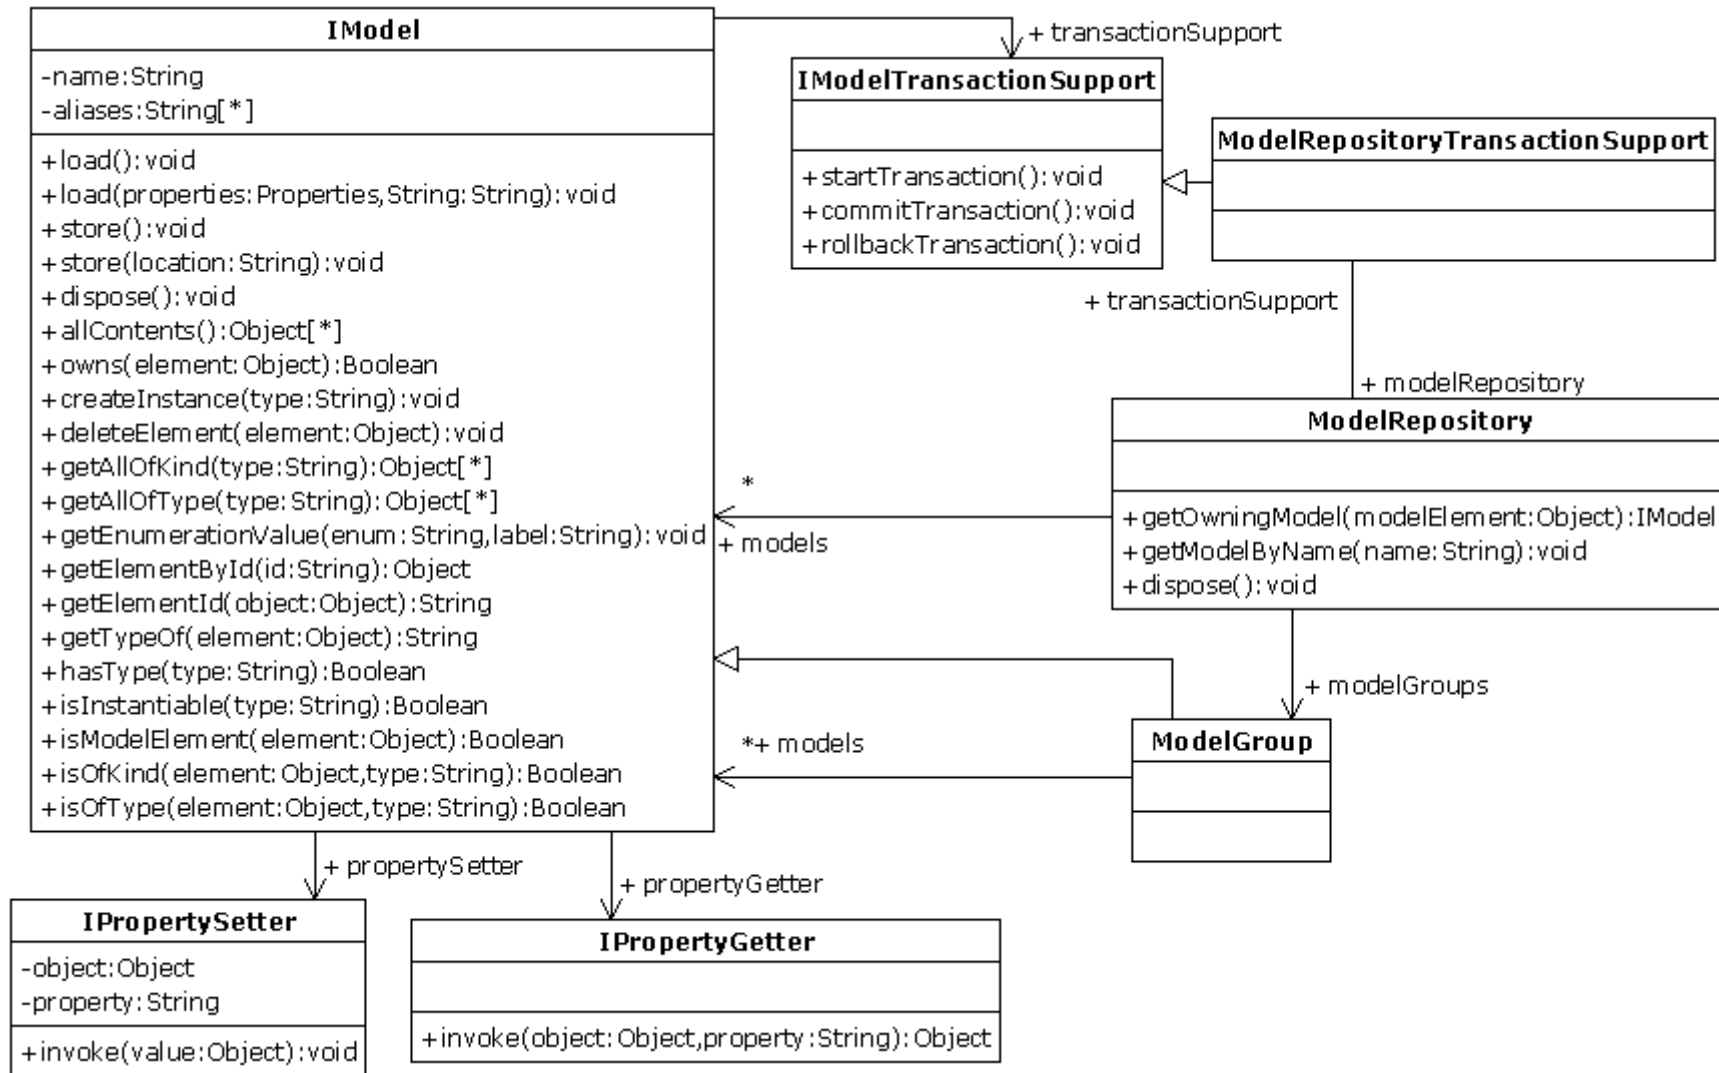 IModel
-name:String
-aliases:String[*]
+load():void
+load(properties:Properties,String:String):void
+store():void
+store(location:String):void
+dispose():void
+allContents():Object[*]
+owns(element:Object):Boolean
+createInstance(type:String):void
+deleteElement(element:Object):void
+getAllOfKind(type:String):Object[*]
+getAllOfType(type:String):Object[*]
+getEnumerationValue(enum:String,label:String):void
+getElementById(id:String):Object
+getElementId(object:Object):String
+getTypeOf(element:Object):String
+hasType(type:String):Boolean
+isInstantiable(type:String):Boolean
+isModelElement(element:Object):Boolean
+isOfKind(element:Object,type:String):Boolean
+isOfType(element:Object,type:String):Boolean
+ transactionSupport
IModelTransactionSupport
+startTransaction():void
+commitTransaction():void
+rollbackTransaction():void
ModelRepositoryTransactionSupport
+ transactionSupport
+ modelRepository
ModelRepository
+getOwningModel(modelElement:Object):IModel
+getModelByName(name:String):void
+dispose():void
*
+ models
+ modelGroups
ModelGroup
*+ models
+ propertySetter
+ propertyGetter
IPropertySetter
-object:Object
-property:String
+invoke(value:Object):void
IPropertyGetter
+invoke(object:Object,property:String):Object